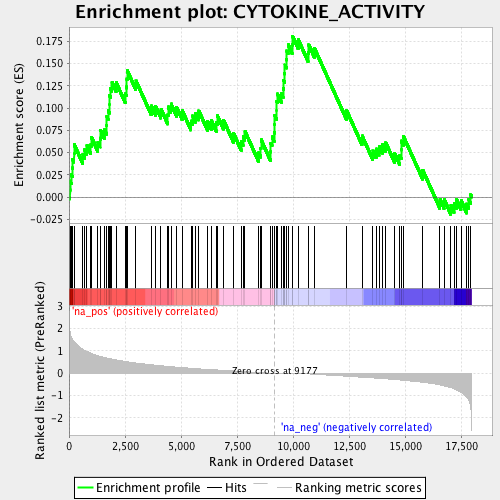 Enrichment plot: CYTOKINE_ACTIVITY
Enrichment score (ES)
0.175
0.150
0.125
0.100
0.075
0.050
0.025
0.000
-0.025
Ranked list metric (PreRanked)
3
2
1
0
-1
-2
'na_pos' (positively correlated)
Zero cross at 9177
'na_neg' (negatively correlated)
0
2,500
5,000
7,500
10,000
12,500
15,000
17,500
Rank in Ordered Dataset
Enrichment profile
Hits
Ranking metric scores